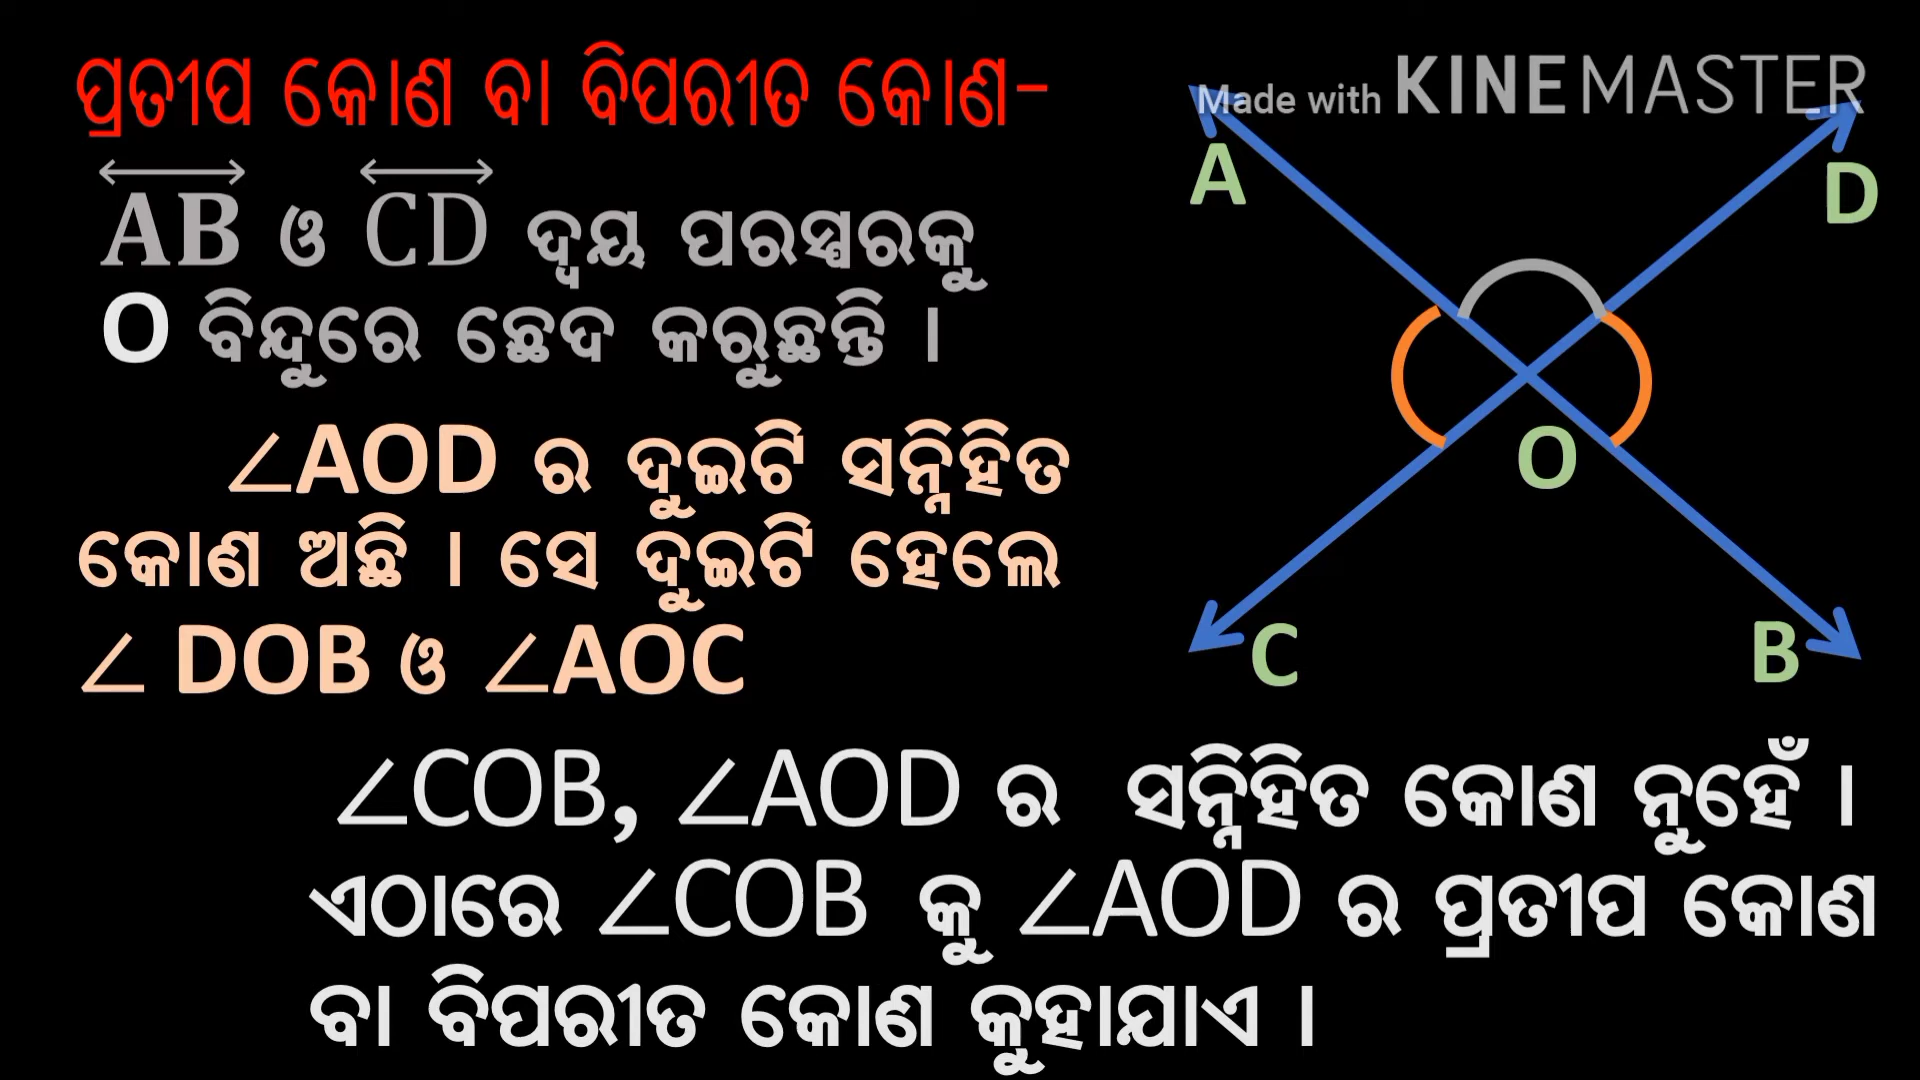 ପ୍ରତୀପ କୋଣ ବା ବିପରୀତ କୋଣ-
Made with KINEMASTER
AB ଓ CD ଦ୍ଵୟ ପରସ୍ପରକୁ
O ବିନ୍ଦୁରେ ଛେଦ କରୁଛନ୍ତି ।
∠AOD ର ଦୁଇଟି ସନ୍ନିହିତ
କୋଣ ଅଛି । ସେ ଦୁଇଟି ହେଲେ
∠ DOB ଓ ∠AOC
A
D
O
C
B
∠COB, ∠AOD ର ସନ୍ନିହିତ କୋଣ ନୁହେଁ ।
ଏଠାରେ ∠COB କୁ ∠AOD ର ପ୍ରତୀପ କୋଣ
ବା ବିପରୀତ କୋଣ କୁହାଯାଏ ।